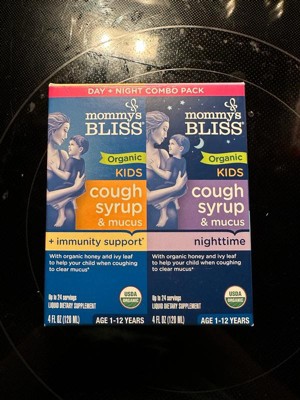 DAY + NIGHT COMBO PACK
mommy's
BLISS
Organic
KIDS
cough
syrup
& mucus
+ immunity support*
With organic honey and ivy leaf
to help your child when coughing
to clear mucus*
Up to 24 servings
LIQUID DIETARY SUPPLEMENT
USDA
ORGANIC
4 FL OZ (120 ML)
AGE 1-12 YEARS
mommy's
BLISS
Organic
KIDS
cough
syrup
& mucus
nighttime
With organic honey and ivy leaf
to help your child when coughing
to clear mucus*
Up to 24 servings
LIQUID DIETARY SUPPLEMENT
USDA
ORGANIC
4 FL OZ (120 ML)
AGE 1-12 YEARS